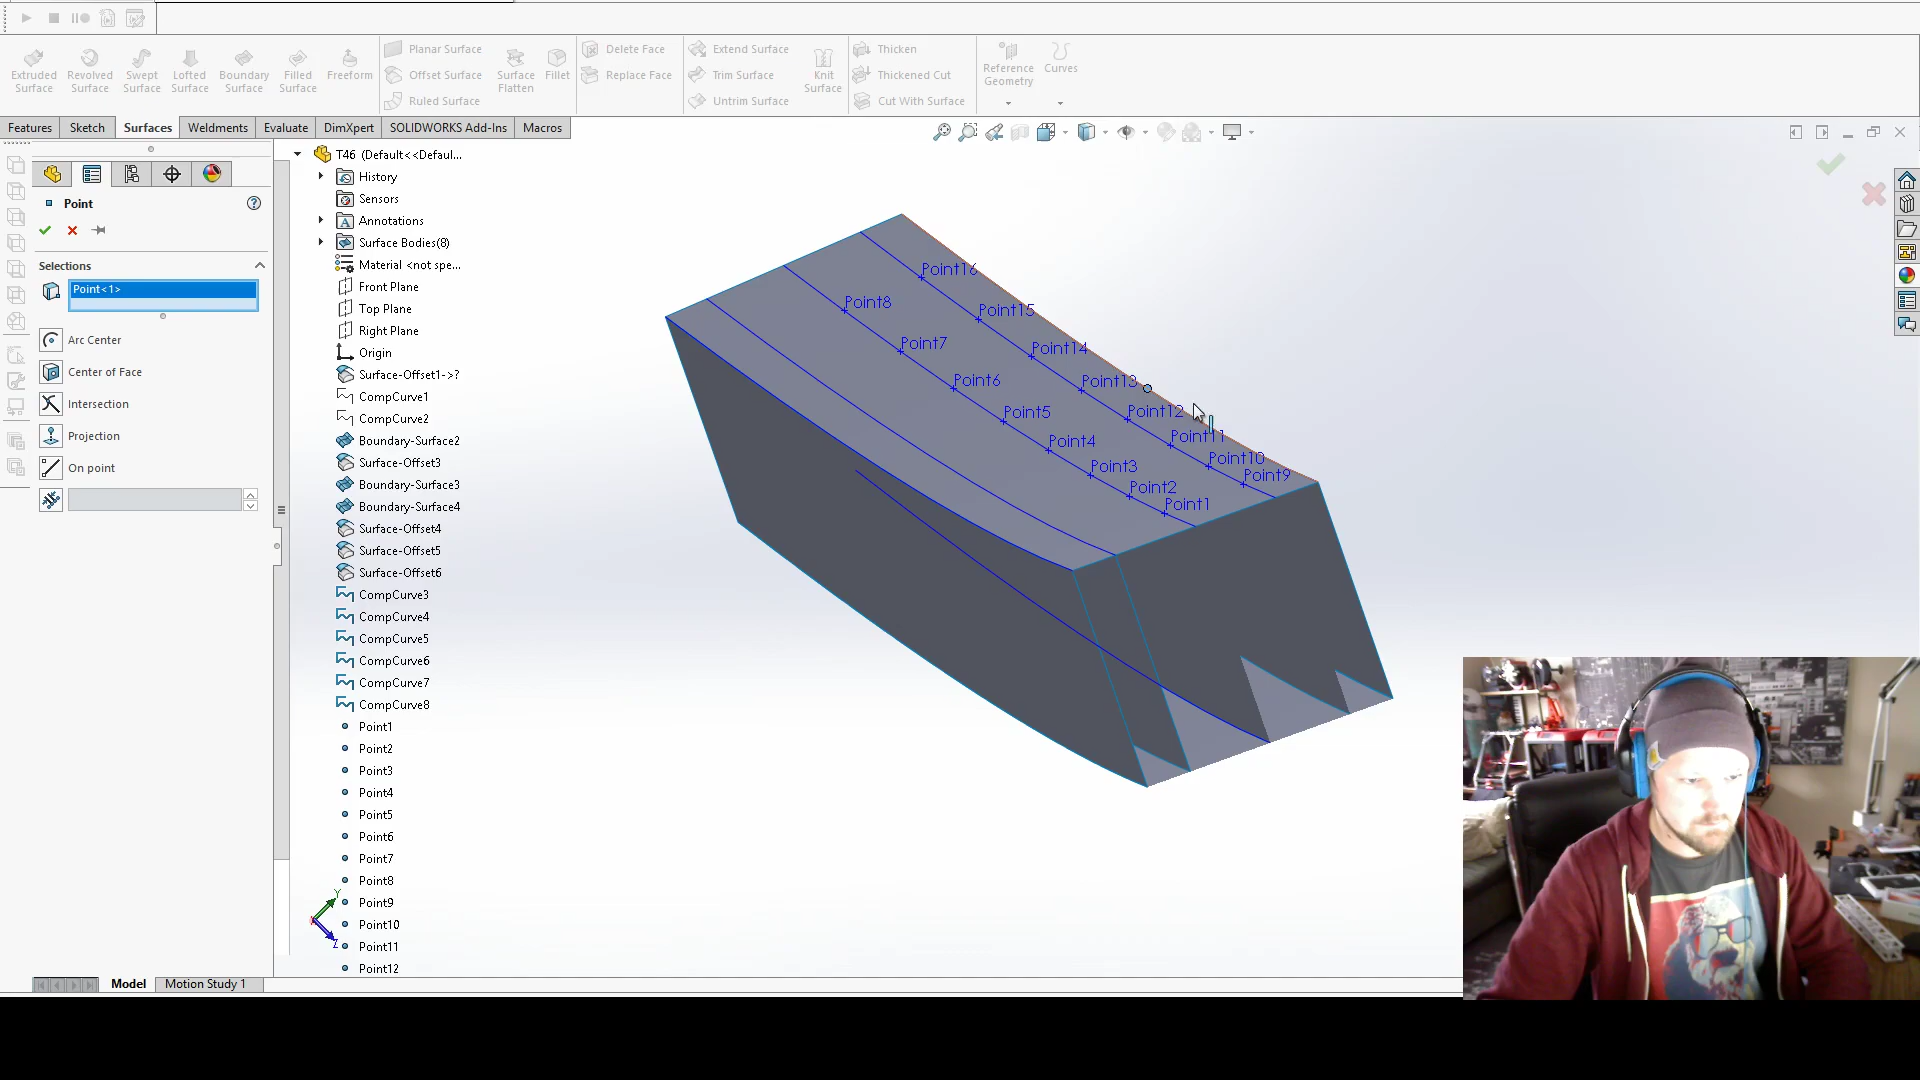 Extruded Surface
Revolved Surface
Swept Surface
Lofted Surface
Boundary Surface
Filled Surface
Freeform
Planar Surface
Offset Surface
Ruled Surface
Surface Flatten
Fillet
Delete Face
Replace Face
Extend Surface
Trim Surface
Untrim Surface
Knit Surface
Thicken
Thickened Cut
Cut With Surface
Reference Geometry
Curves
Features
Sketch
Surfaces
Weldments
Evaluate
DimXpert
SOLIDWORKS Add-Ins
Macros
Point
Selections
Point<1>
Arc Center
Center of Face
Intersection
Projection
On point
T46 (Default<<Defaul...
History
Sensors
Annotations
Surface Bodies(8)
Material <not spe...
Front Plane
Top Plane
Right Plane
Origin
Surface-Offset1->?
CompCurve1
CompCurve2
Boundary-Surface2
Surface-Offset3
Boundary-Surface3
Boundary-Surface4
Surface-Offset4
Surface-Offset5
Surface-Offset6
CompCurve3
CompCurve4
CompCurve5
CompCurve6
CompCurve7
CompCurve8
Point1
Point2
Point3
Point4
Point5
Point6
Point7
Point8
Point9
Point10
Point11
Point12
Point16
Point15
Point14
Point13
Point12
Point11
Point10
Point9
Point8
Point7
Point6
Point5
Point4
Point3
Point2
Point1
Y
Z
Model
Motion Study 1